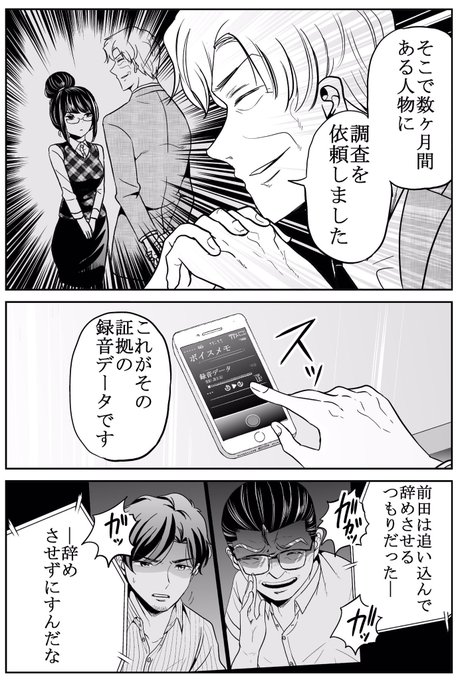 そこで数ヶ月間
ある人物に
調査を
依頼しました
ボイスメモ
録音データ
スッ
これがその
証拠の
録音データです
前田は追い込んで
辞めさせる
つもりだった―
ガッ
ガッ
ガッ
―辞め
させずにすんだな